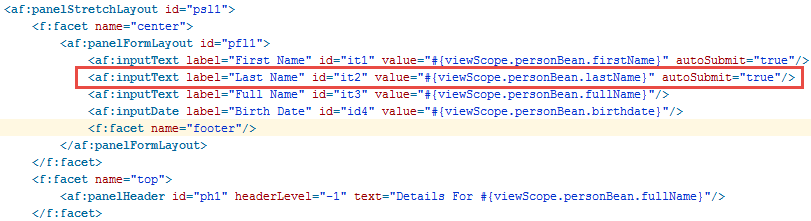 <af:panelStretchLayout id="psl1">
<f:facet name="center">
<af:panelFormLayout id="pfl1">
<af:inputText label="First Name" id="it1" value="#{viewScope.personBean.firstName}" autoSubmit="true"/>
<af:inputText label="Last Name" id="it2" value="#{viewScope.personBean.lastName}" autoSubmit="true"/>
<af:inputText label="Full Name" id="it3" value="#{viewScope.personBean.fullName}"/>
<af:inputDate label="Birth Date" id="id4" value="#{viewScope.personBean.birthdate}"/>
<f:facet name="footer"/>
</af:panelFormLayout>
</f:facet>
<f:facet name="top">
<af:panelHeader id="ph1" headerLevel="-1" text="Details For #{viewScope.personBean.fullName}"/>
</f:facet>